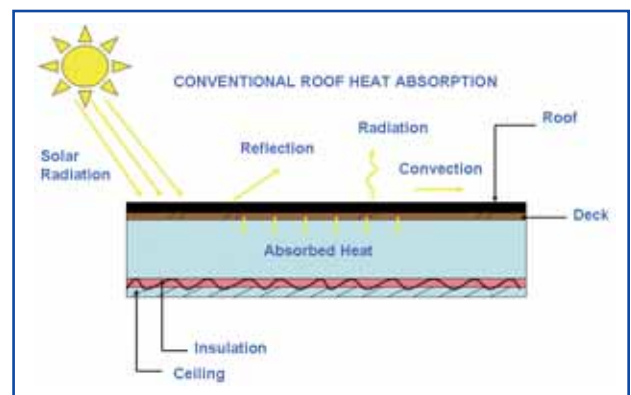 CONVENTIONAL ROOF HEAT ABSORPTION
Solar
Radiation
Reflection
Radiation
Convection
Roof
Deck
Absorbed Heat
Insulation
Ceiling